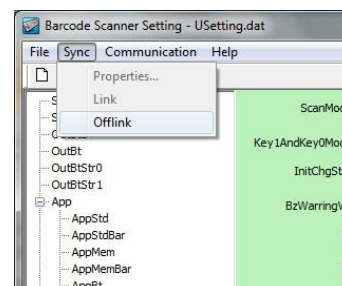 Barcode Scanner Setting - USetting.dat
File Sync Communication Help
Properties...
Link
Offlink
OutBt
OutBtStr0
OutBtStr1
App
AppStd
AppStdBar
AppMem
AppMemBar
ScanMod
Key1AndKey0Mod
InitChgSt
BzWarringV